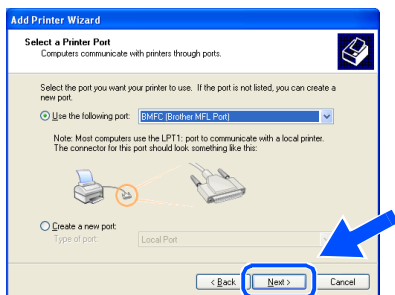 Add Printer Wizard
Select a Printer Port
Computers communicate with printers through ports.
Select the port you want your printer to use. If the port is not listed, you can create a
new port.
Use the following port: BMFC (Brother MFL Port)
Note: Most computers use the LPT1: port to communicate with a local printer.
The connector for this port should look something like this:
Create a new port:
Type of port: Local Port
< Back Next > Cancel